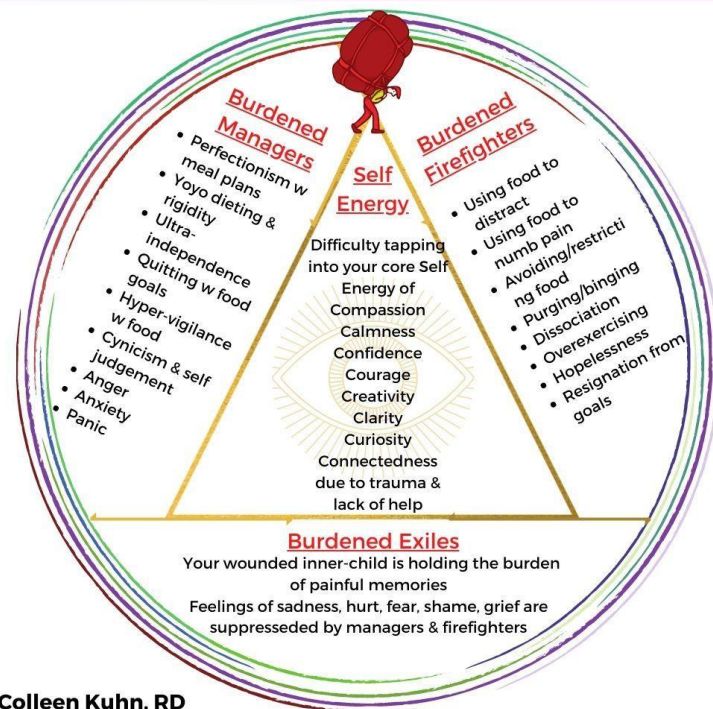 Burdened
Managers
• Perfectionism w
meal plans
• Yoyo dieting &
rigidity
• Ultra-
independence
• Quitting w food
goals
• Hyper-vigilance
w food
• Cynicism & self
judgement
• Anger
• Anxiety
• Panic
Self
Energy
Difficulty tapping
into your core Self
Energy of
Compassion
Calmness
Confidence
Courage
Creativity
Clarity
Curiosity
Connectedness
due to trauma &
lack of help
Burdened
Firefighters
• Using food to
distract
• Using food to
numb pain
• Avoiding/restricti
ng food
• Purging/binging
• Dissociation
• Overexercising
• Hopelessness
• Resignation from
goals
Burdened Exiles
Your wounded inner-child is holding the burden
of painful memories
Feelings of sadness, hurt, fear, shame, grief are
suppresseded by managers & firefighters
Colleen Kuhn, RD